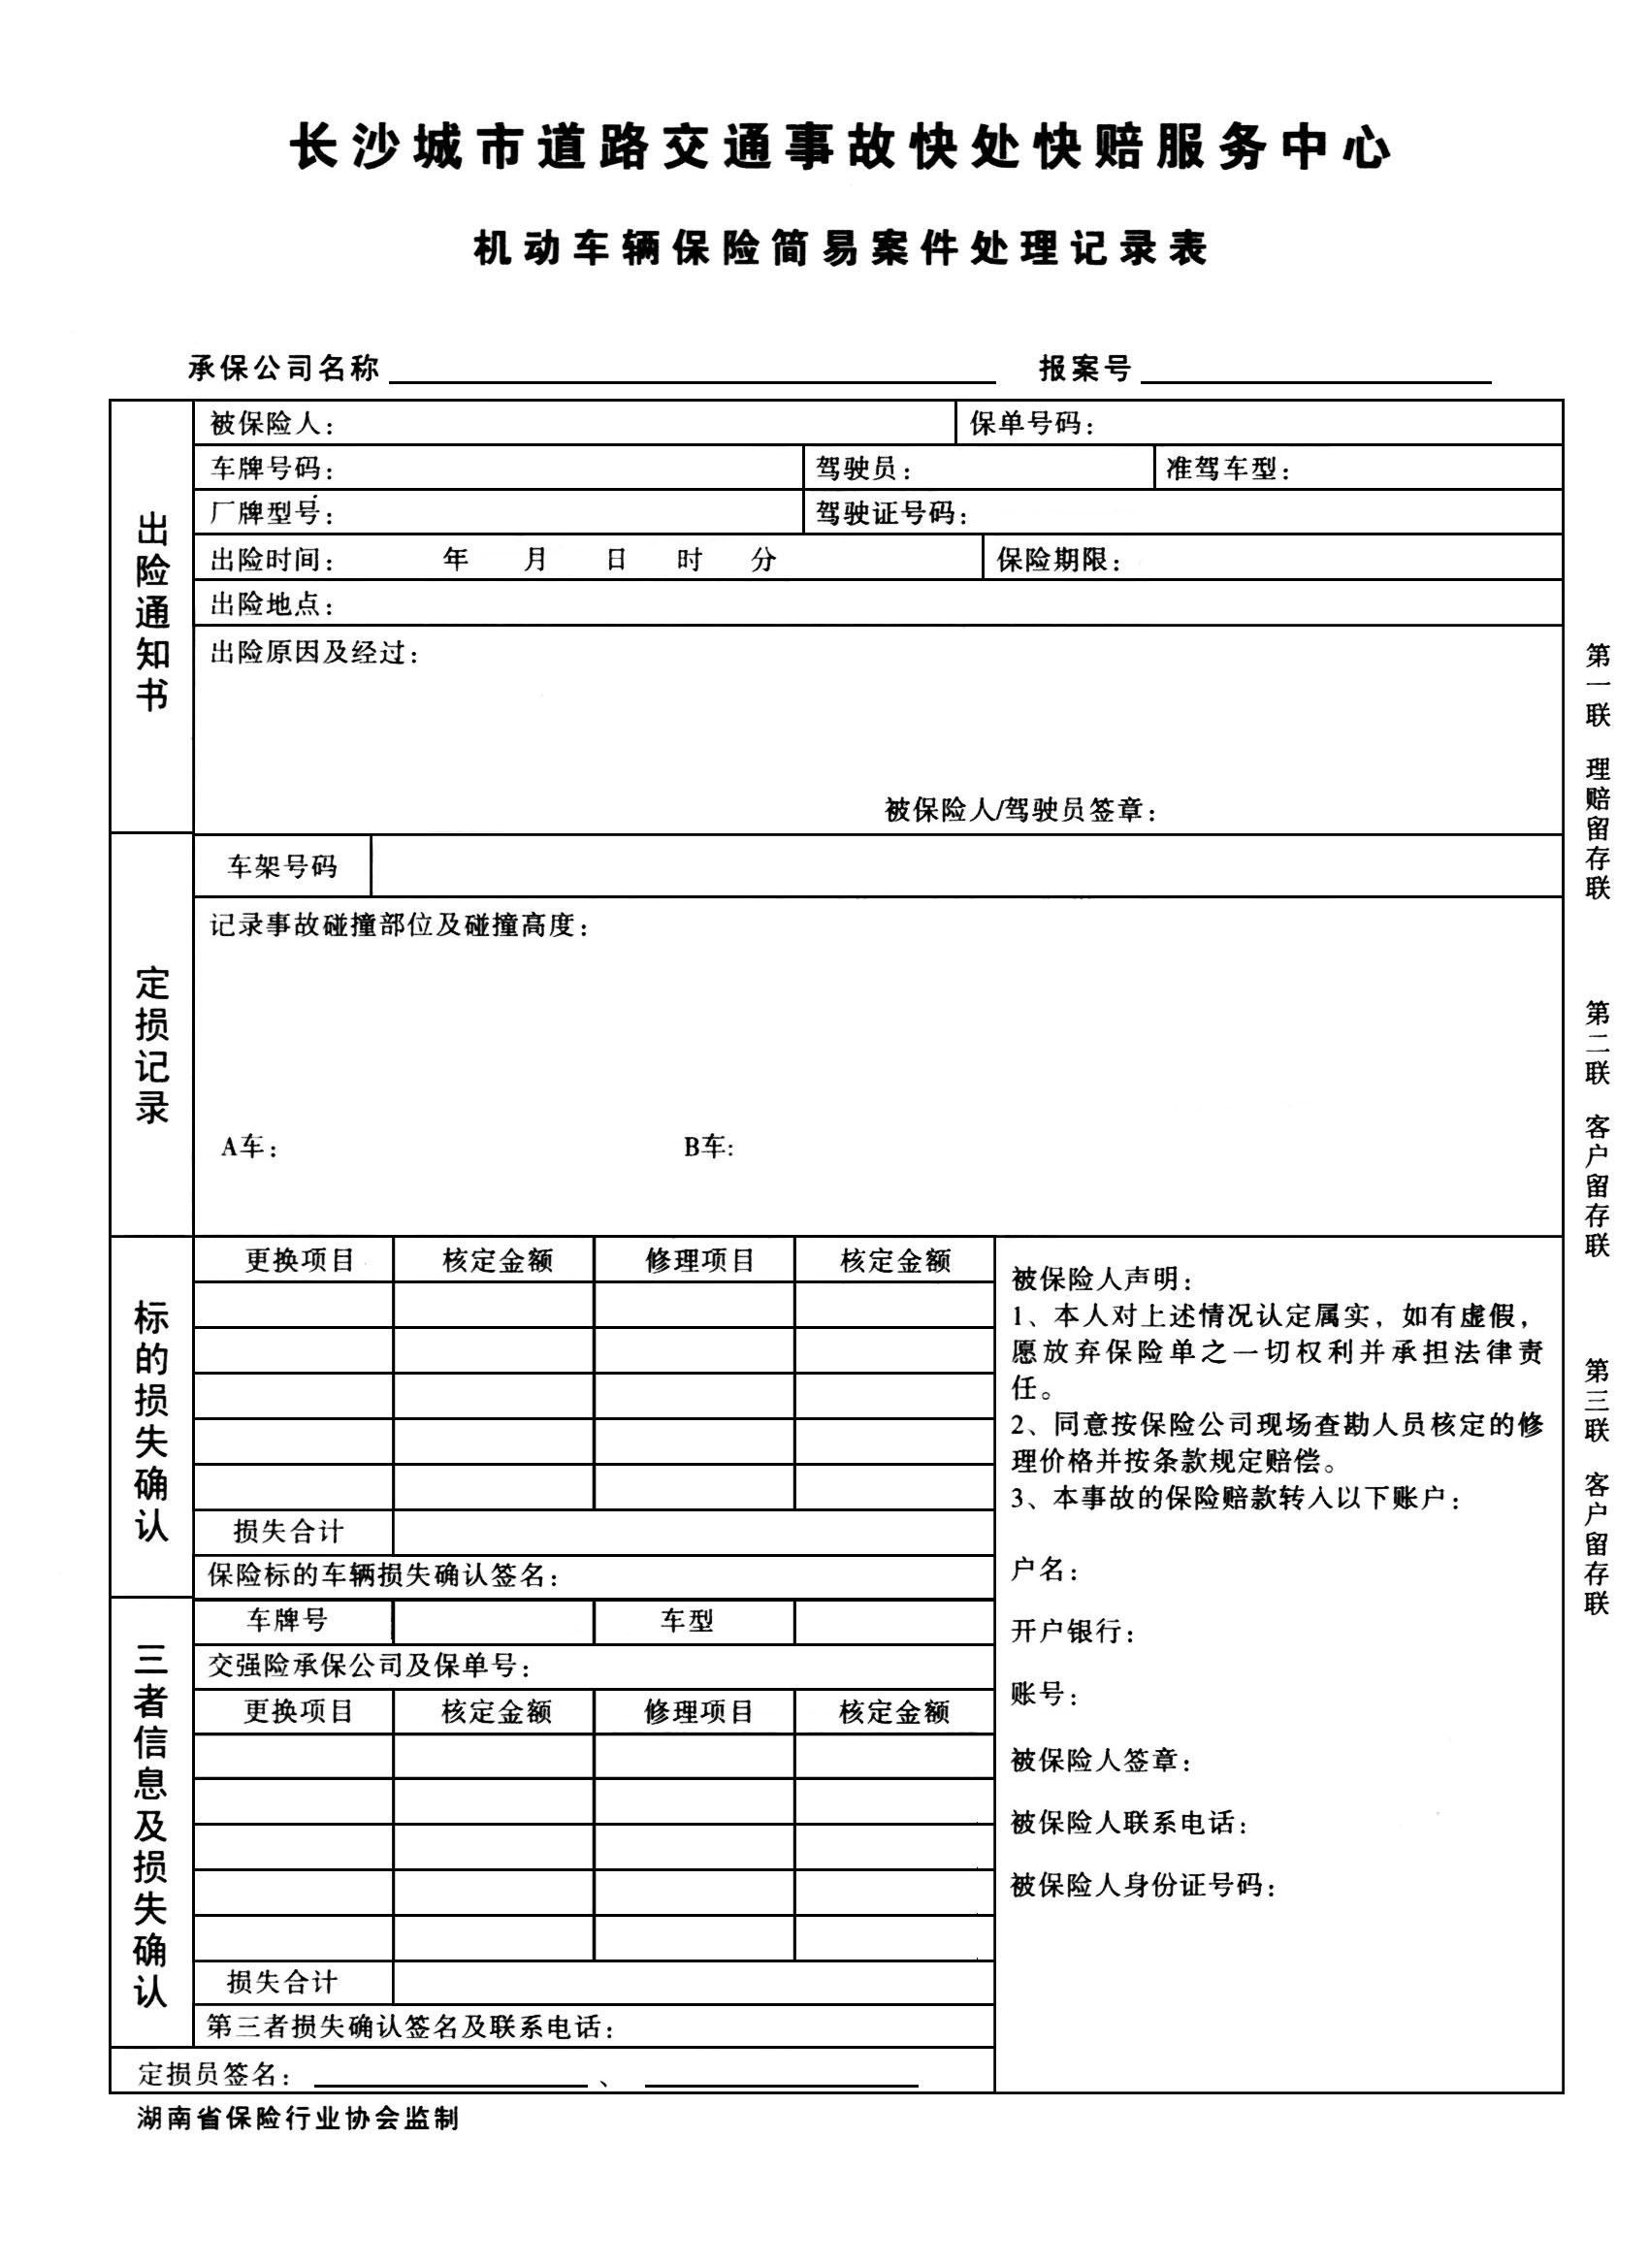 长沙城市道路交通事故快处快赔服务中心
机动车辆保险简易案件处理记录表
承保公司名称 报案号
出险通知书
被保险人： 保单号码：
车牌号码： 驾驶员： 准驾车型：
厂牌型号： 驾驶证号码：
出险时间： 年 月 日 时 分 保险期限：
出险地点：
出险原因及经过：
被保险人/驾驶员签章：
定损记录
车架号码
记录事故碰撞部位及碰撞高度：
A车： B车:
标的损失确认
更换项目 核定金额 修理项目 核定金额
损失合计
保险标的车辆损失确认签名：
三者信息及损失确认
车牌号 车型
交强险承保公司及保单号：
更换项目 核定金额 修理项目 核定金额
损失合计
第三者损失确认签名及联系电话：
定损员签名： 、
被保险人声明：
1、本人对上述情况认定属实，如有虚假，
愿放弃保险单之一切权利并承担法律责
任。
2、同意按保险公司现场查勘人员核定的修
理价格并按条款规定赔偿。
3、本事故的保险赔款转入以下账户：
户名：
开户银行：
账号：
被保险人签章：
被保险人联系电话：
被保险人身份证号码：
湖南省保险行业协会监制
第一联 理赔留存联
第二联 客户留存联
第三联 客户留存联